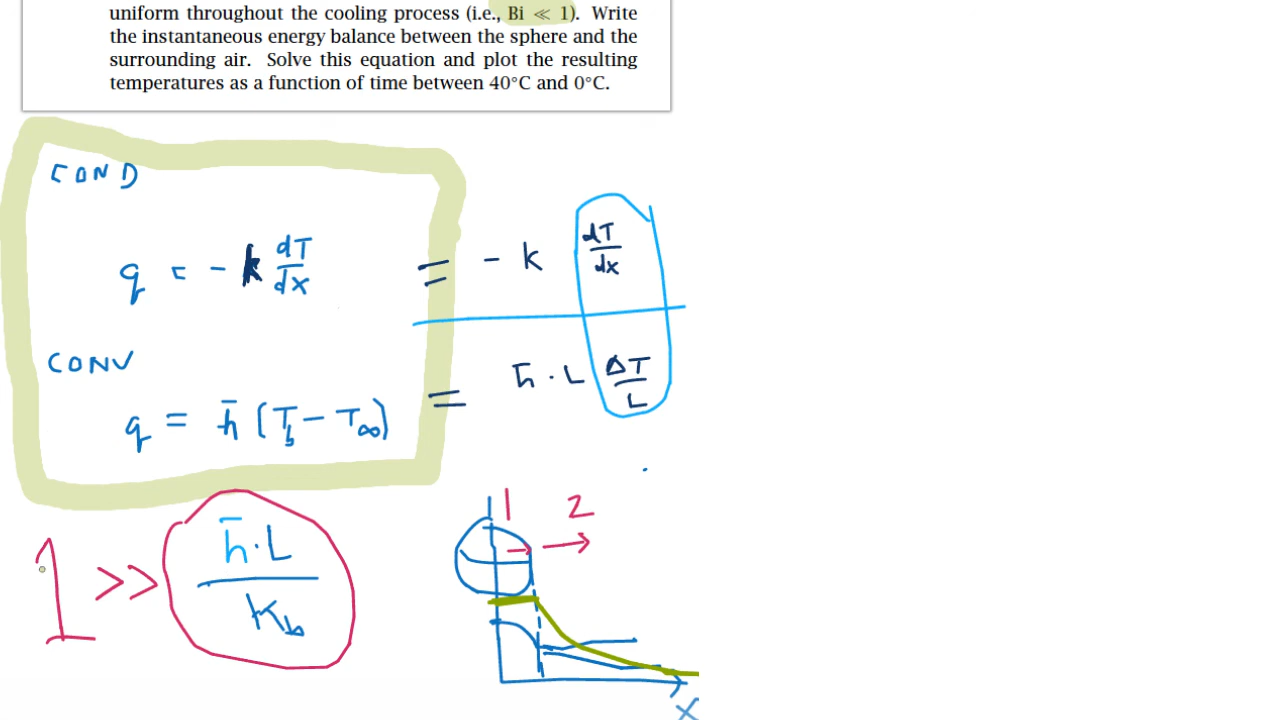 uniform throughout the cooling process (i.e., Bi ≪ 1). Write
the instantaneous energy balance between the sphere and the
surrounding air. Solve this equation and plot the resulting
temperatures as a function of time between 40°C and 0°C.
COND
q = - k dT/dx = - k dT/dx
CONV
q = h̄ (T_b - T∞) = h̄ · L ΔT/L
1 >> h̄ · L / k_b
1 2
x